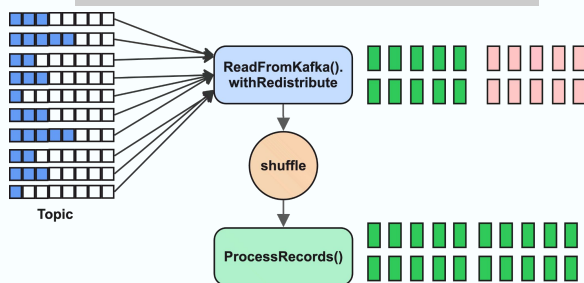 ReadFromKafka().
withRedistribute
shuffle
Topic
ProcessRecords()